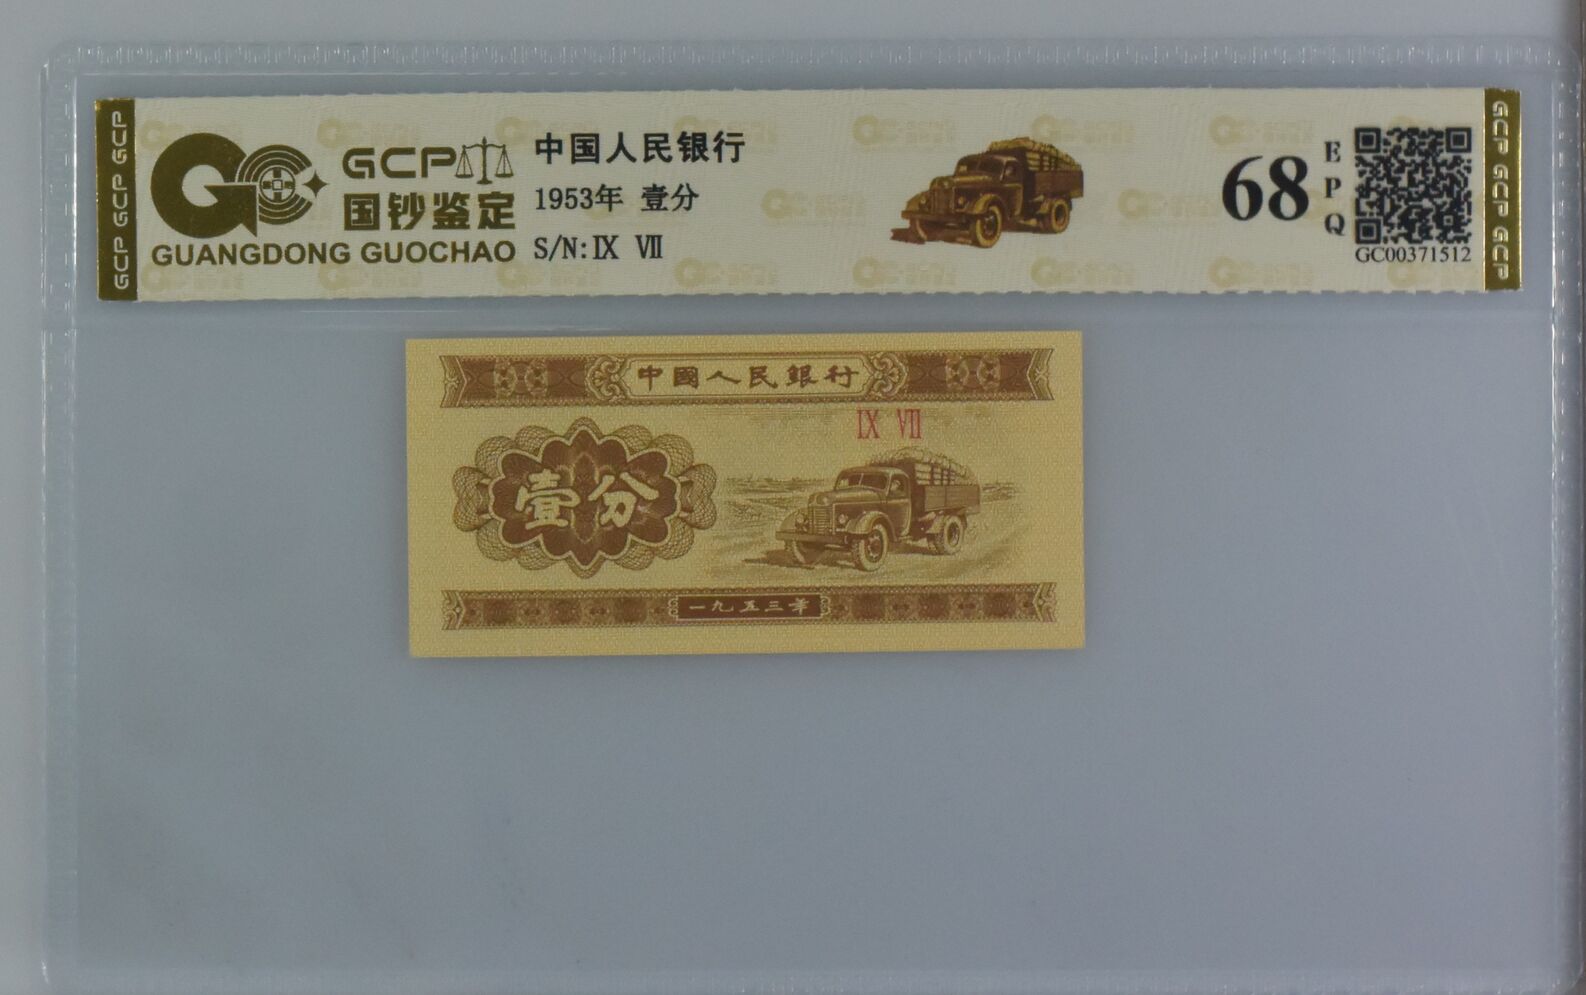 GCP GCP GCP
GCP
国钞鉴定
GUANGDONG GUOCHAO
中国人民银行
1953年 壹分
S/N:Ⅸ Ⅶ
68
E
P
Q
GC00371512
GCP GCP GCP
中國人民銀行
Ⅸ Ⅶ
壹分
一九五三年